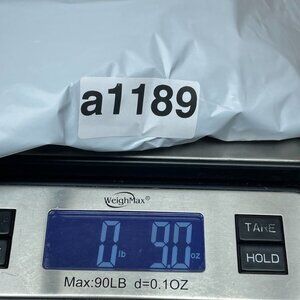 a1189
WeighMax
0 lb 9.0 oz
TARE
HOLD
Max:90LB d=0.1OZ